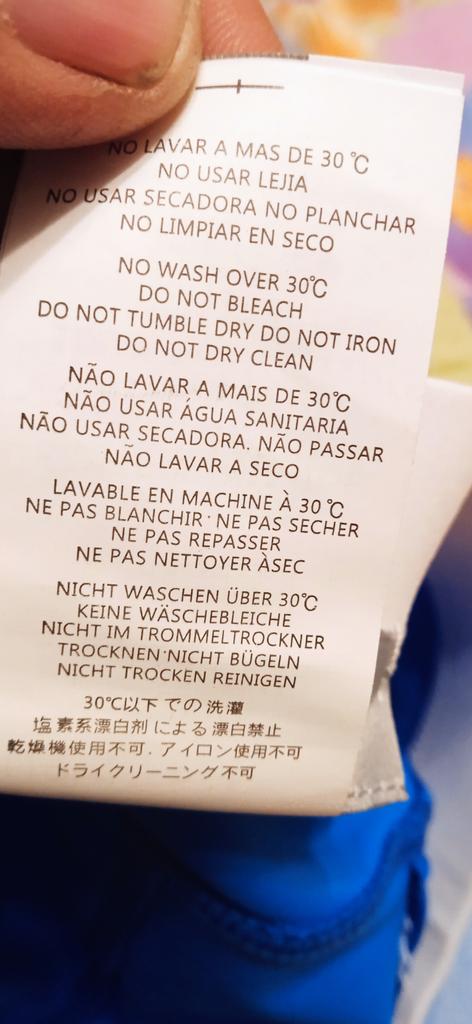 NO LAVAR A MAS DE 30℃
NO USAR LEJIA
NO USAR SECADORA NO PLANCHAR
NO LIMPIAR EN SECO
NO WASH OVER 30℃
DO NOT BLEACH
DO NOT TUMBLE DRY DO NOT IRON
DO NOT DRY CLEAN
NÃO LAVAR A MAIS DE 30℃
NÃO USAR ÁGUA SANITARIA
NÃO USAR SECADORA. NÃO PASSAR
NÃO LAVAR A SECO
LAVABLE EN MACHINE À 30℃
NE PAS BLANCHIR · NE PAS SECHER
NE PAS REPASSER
NE PAS NETTOYER ÀSEC
NICHT WASCHEN ÜBER 30℃
KEINE WÄSCHEBLEICHE
NICHT IM TROMMELTROCKNER
TROCKNEN·NICHT BÜGELN
NICHT TROCKEN REINIGEN
30℃以下での洗濯
塩素系漂白剤による漂白禁止
乾燥機使用不可. アイロン使用不可
ドライクリーニング不可